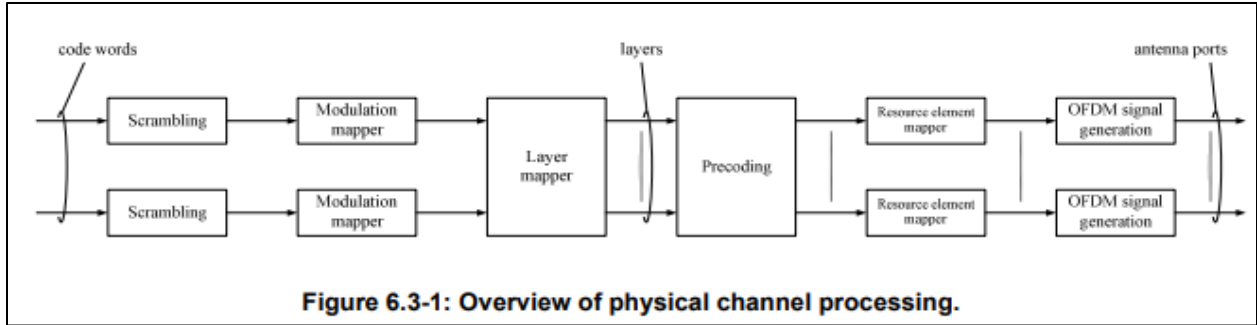 code words
layers
antenna ports
Scrambling
Modulation
mapper
Layer
mapper
Precoding
Resource element
mapper
OFDM signal
generation
Scrambling
Modulation
mapper
Resource element
mapper
OFDM signal
generation
Figure 6.3-1: Overview of physical channel processing.